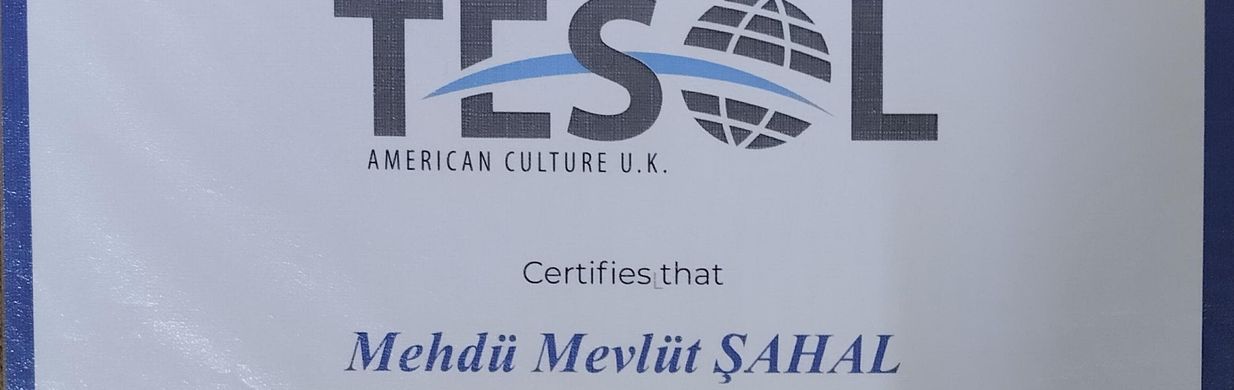 TESOL
AMERICAN CULTURE U.K.
Certifies that
Mehdü Mevlüt ŞAHAL